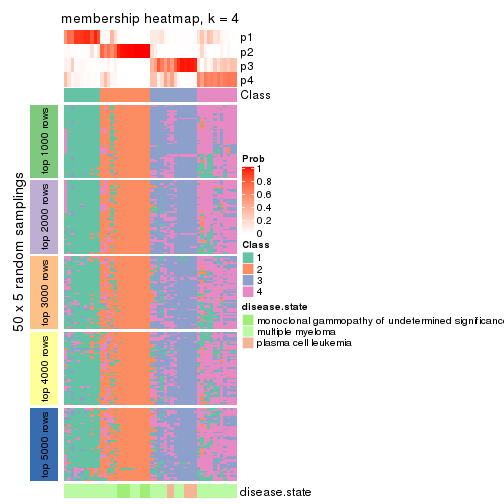 membership heatmap, k = 4
p1
p2
p3
p4
Class
50 x 5 random samplings
top 1000 rows
top 2000 rows
top 3000 rows
top 4000 rows
top 5000 rows
Prob
1
0.8
0.6
0.4
0.2
0
Class
1
2
3
4
disease.state
monoclonal gammopathy of undetermined significance
multiple myeloma
plasma cell leukemia
disease.state